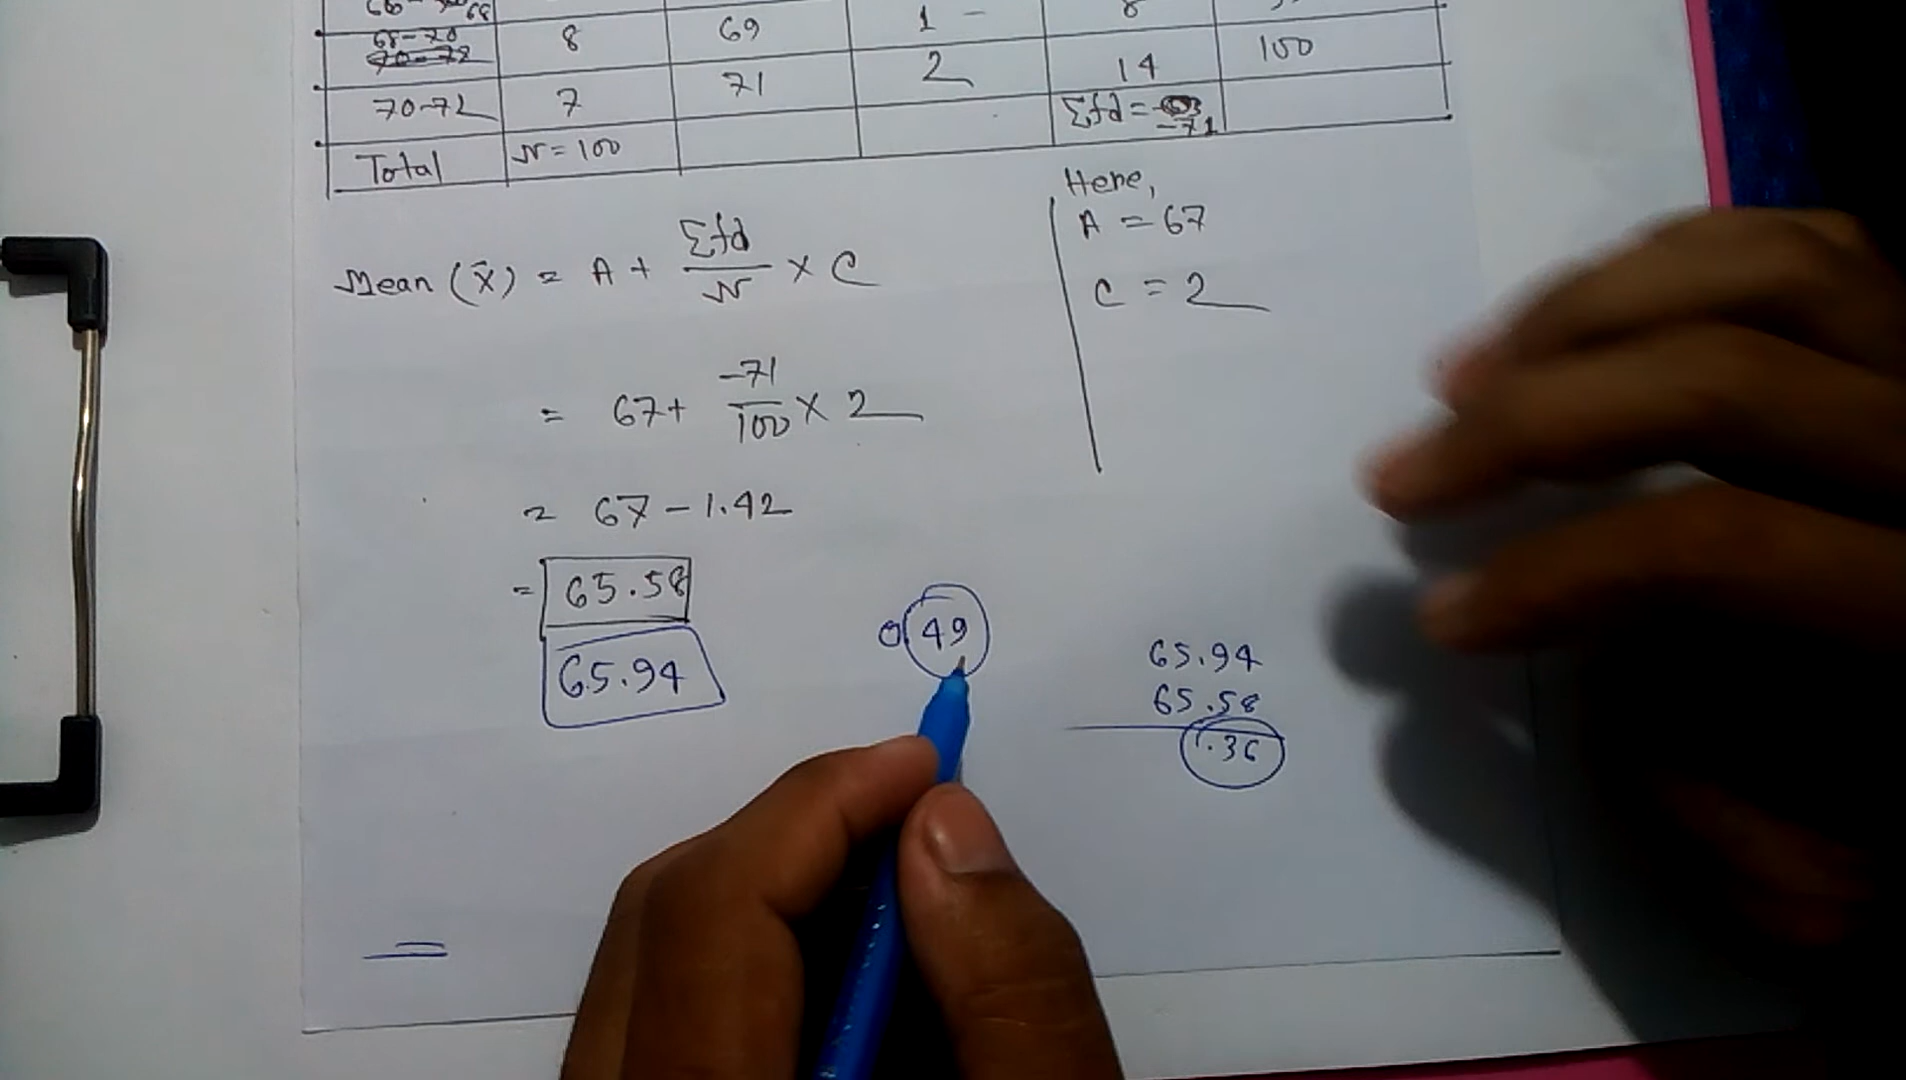 68
68-70 8 69 1 - 8
70-72 7 71 2 14 100
Total N = 100 Σfd = -71
Here,
A = 67
C = 2
Mean (x̄) = A + Σfd/N × C
= 67 + -71/100 × 2
= 67 - 1.42
= 65.58
65.94
0 49
65.94
65.58
.36